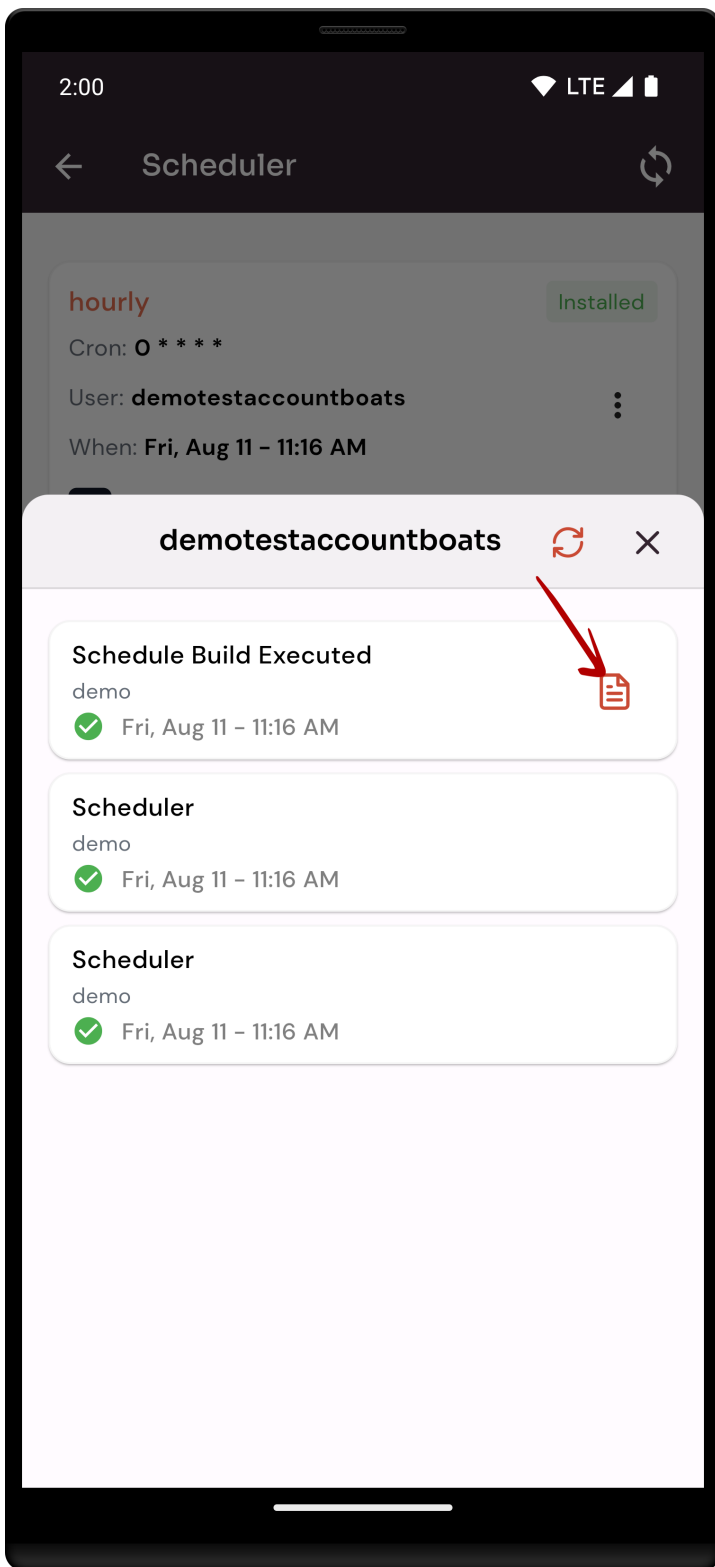 2:00
LTE
Scheduler
hourly
Installed
Cron: 0 * * * *
User: demotestaccountboats
When: Fri, Aug 11 - 11:16 AM
demotestaccountboats
Schedule Build Executed
demo
Fri, Aug 11 - 11:16 AM
Scheduler
demo
Fri, Aug 11 - 11:16 AM
Scheduler
demo
Fri, Aug 11 - 11:16 AM